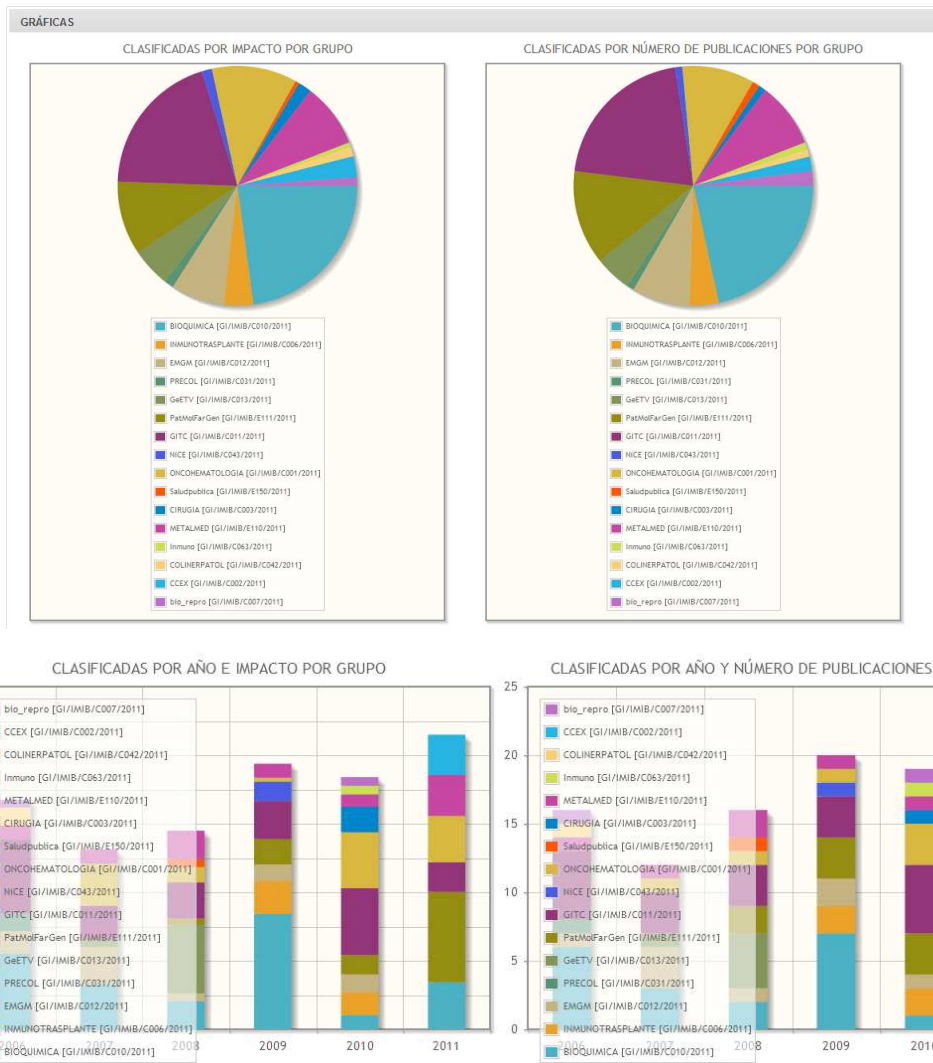 GRÁFICAS
CLASIFICADAS POR IMPACTO POR GRUPO
BIOQUIMICA [GI/IMIB/C010/2011]
INMUNOTRASPLANTE [GI/IMIB/C006/2011]
EMGM [GI/IMIB/C012/2011]
PRECOL [GI/IMIB/C031/2011]
GeETV [GI/IMIB/C013/2011]
PatMolFarGen [GI/IMIB/E111/2011]
GITC [GI/IMIB/C011/2011]
NICE [GI/IMIB/C043/2011]
ONCOHEMATOLOGIA [GI/IMIB/C001/2011]
Saludpublica [GI/IMIB/E150/2011]
CIRUGIA [GI/IMIB/C003/2011]
METALMED [GI/IMIB/E110/2011]
Inmuno [GI/IMIB/C063/2011]
COLINERPATOL [GI/IMIB/C042/2011]
CCEX [GI/IMIB/C002/2011]
bio_repro [GI/IMIB/C007/2011]
CLASIFICADAS POR NÚMERO DE PUBLICACIONES POR GRUPO
BIOQUIMICA [GI/IMIB/C010/2011]
INMUNOTRASPLANTE [GI/IMIB/C006/2011]
EMGM [GI/IMIB/C012/2011]
PRECOL [GI/IMIB/C031/2011]
GeETV [GI/IMIB/C013/2011]
PatMolFarGen [GI/IMIB/E111/2011]
GITC [GI/IMIB/C011/2011]
NICE [GI/IMIB/C043/2011]
ONCOHEMATOLOGIA [GI/IMIB/C001/2011]
Saludpublica [GI/IMIB/E150/2011]
CIRUGIA [GI/IMIB/C003/2011]
METALMED [GI/IMIB/E110/2011]
Inmuno [GI/IMIB/C063/2011]
COLINERPATOL [GI/IMIB/C042/2011]
CCEX [GI/IMIB/C002/2011]
bio_repro [GI/IMIB/C007/2011]
CLASIFICADAS POR AÑO E IMPACTO POR GRUPO
bio_repro [GI/IMIB/C007/2011]
CCEX [GI/IMIB/C002/2011]
COLINERPATOL [GI/IMIB/C042/2011]
Inmuno [GI/IMIB/C063/2011]
METALMED [GI/IMIB/E110/2011]
CIRUGIA [GI/IMIB/C003/2011]
Saludpublica [GI/IMIB/E150/2011]
ONCOHEMATOLOGIA [GI/IMIB/C001/2011]
NICE [GI/IMIB/C043/2011]
GITC [GI/IMIB/C011/2011]
PatMolFarGen [GI/IMIB/E111/2011]
GeETV [GI/IMIB/C013/2011]
PRECOL [GI/IMIB/C031/2011]
EMGM [GI/IMIB/C012/2011]
INMUNOTRASPLANTE [GI/IMIB/C006/2011]
2006 2007 2008 2009 2010 2011
BIOQUIMICA [GI/IMIB/C010/2011]
CLASIFICADAS POR AÑO Y NÚMERO DE PUBLICACIONES
25
bio_repro [GI/IMIB/C007/2011]
CCEX [GI/IMIB/C002/2011]
20
COLINERPATOL [GI/IMIB/C042/2011]
Inmuno [GI/IMIB/C063/2011]
METALMED [GI/IMIB/E110/2011]
15
CIRUGIA [GI/IMIB/C003/2011]
Saludpublica [GI/IMIB/E150/2011]
ONCOHEMATOLOGIA [GI/IMIB/C001/2011]
10
NICE [GI/IMIB/C043/2011]
GITC [GI/IMIB/C011/2011]
PatMolFarGen [GI/IMIB/E111/2011]
5
GeETV [GI/IMIB/C013/2011]
PRECOL [GI/IMIB/C031/2011]
EMGM [GI/IMIB/C012/2011]
0
INMUNOTRASPLANTE [GI/IMIB/C006/2011]
2006 2007 2008 2009
BIOQUIMICA [GI/IMIB/C010/2011]